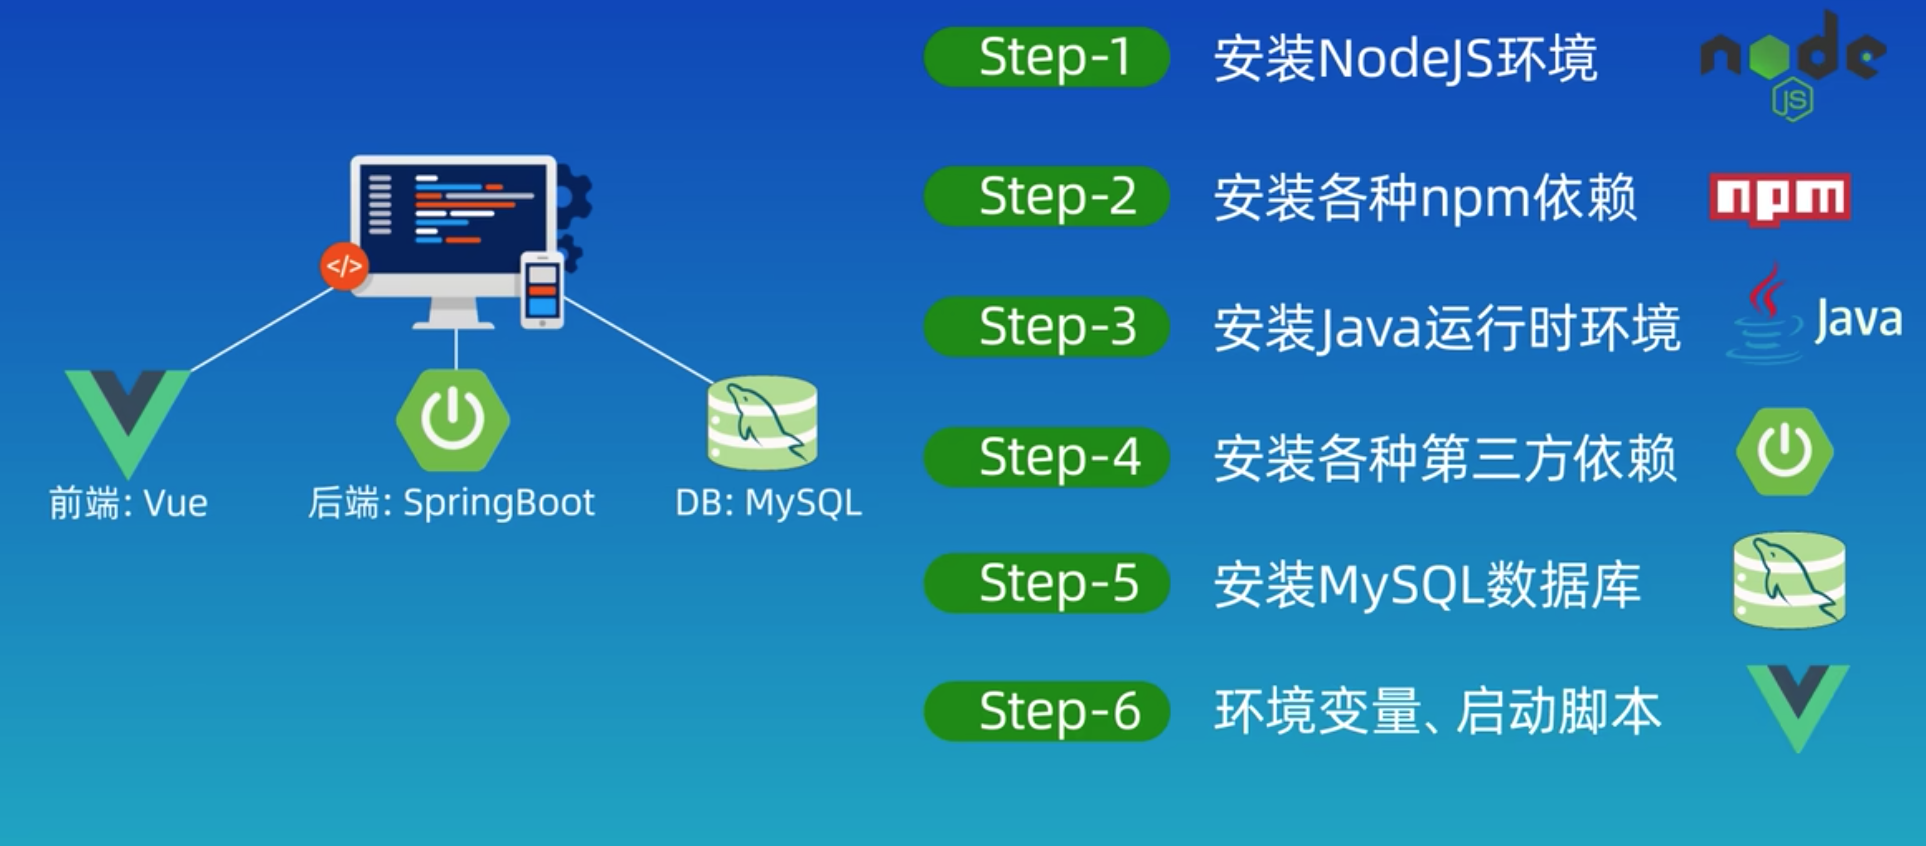 </>
前端: Vue
后端: SpringBoot
DB: MySQL
Step-1 安装NodeJS环境
node
JS
Step-2 安装各种npm依赖
npm
Step-3 安装Java运行时环境
Java
Step-4 安装各种第三方依赖
Step-5 安装MySQL数据库
Step-6 环境变量、启动脚本